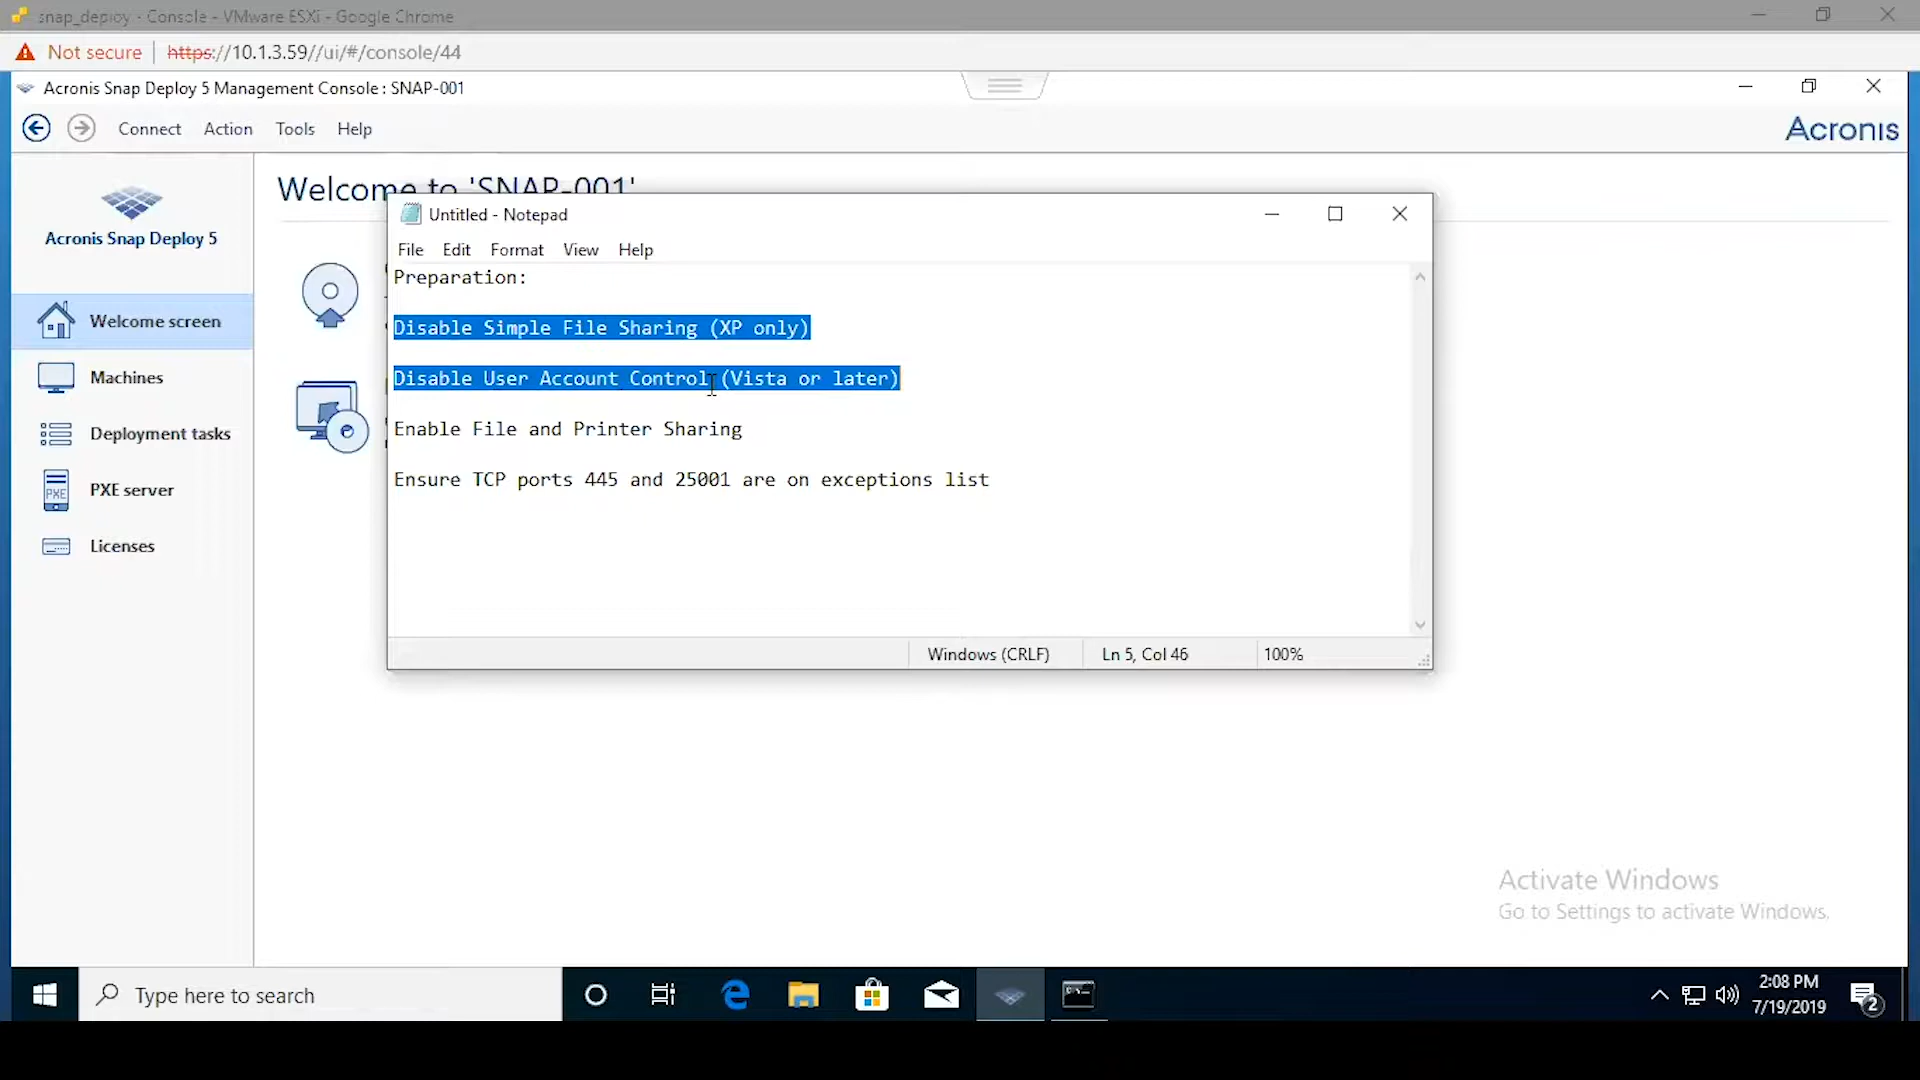 snap_deploy - Console - VMware ESXi - Google Chrome
Not secure https://10.1.3.59//ui/#/console/44
Acronis Snap Deploy 5 Management Console : SNAP-001
Connect Action Tools Help
Acronis
Acronis Snap Deploy 5
Welcome screen
Machines
Deployment tasks
PXE
PXE server
Licenses
Welcome to 'SNAP-001'
Untitled - Notepad
File Edit Format View Help
Preparation:
Disable Simple File Sharing (XP only)
Disable User Account Control (Vista or later)
Enable File and Printer Sharing
Ensure TCP ports 445 and 25001 are on exceptions list
Windows (CRLF) Ln 5, Col 46 100%
Activate Windows
Go to Settings to activate Windows.
Type here to search
2:08 PM
7/19/2019
2